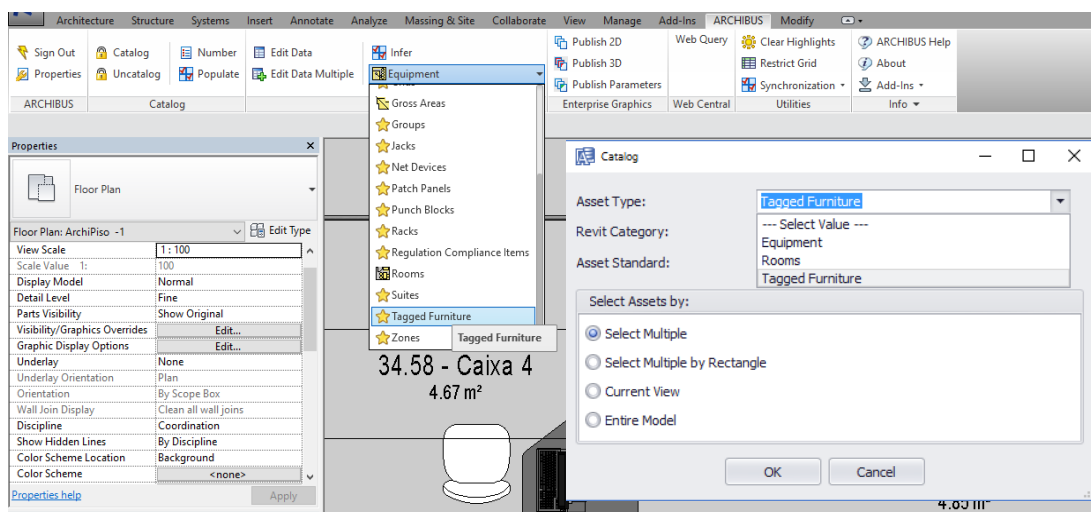 Architecture Structure Systems Insert Annotate Analyze Massing & Site Collaborate View Manage Add-Ins ARCHIBUS Modify
Sign Out Catalog Number Edit Data Infer Publish 2D Web Query Clear Highlights ARCHIBUS Help
Properties Uncatalog Populate Edit Data Multiple Equipment Publish 3D Restrict Grid About
Publish Parameters Synchronization Add-Ins
ARCHIBUS Catalog Enterprise Graphics Web Central Utilities Info
Gross Areas
Groups
Jacks
Net Devices
Patch Panels
Punch Blocks
Racks
Regulation Compliance Items
Rooms
Suites
Tagged Furniture
Zones
Tagged Furniture
Properties
Floor Plan
Floor Plan: ArchiPiso -1 Edit Type
View Scale 1 : 100
Scale Value 1: 100
Display Model Normal
Detail Level Fine
Parts Visibility Show Original
Visibility/Graphics Overrides Edit...
Graphic Display Options Edit...
Underlay None
Underlay Orientation Plan
Orientation By Scope Box
Wall Join Display Clean all wall joins
Discipline Coordination
Show Hidden Lines By Discipline
Color Scheme Location Background
Color Scheme <none>
Properties help Apply
34.58 - Caixa 4
4.67 m²
Catalog
Asset Type: Tagged Furniture
--- Select Value ---
Revit Category: Equipment
Rooms
Asset Standard: Tagged Furniture
Select Assets by:
Select Multiple
Select Multiple by Rectangle
Current View
Entire Model
OK Cancel